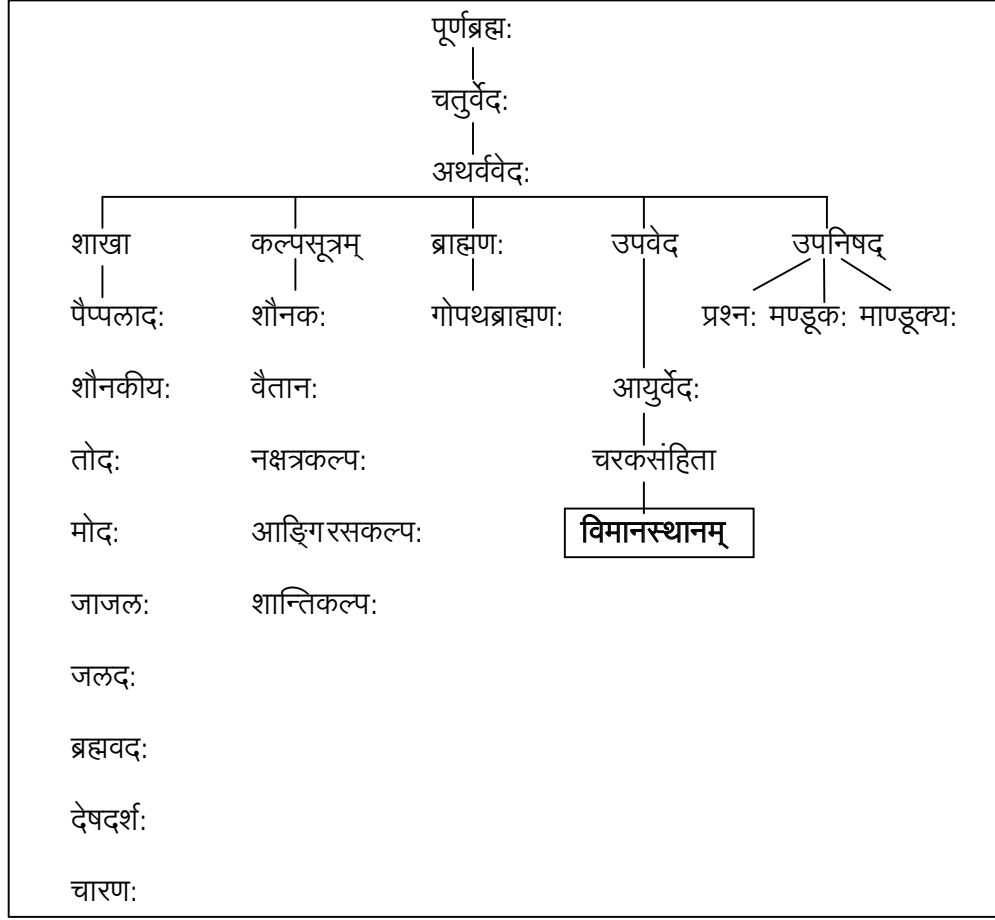 पूर्णब्रह्म:
चतुर्वेद:
अथर्ववेद:
शाखा कल्पसूत्रम् ब्राह्मण: उपवेद उपनिषद्
पैप्पलाद: शौनक: गोपथब्राह्मण: प्रश्न: मण्डूक: माण्डूक्य:
शौनकीय: वैतान: आयुर्वेद:
तोद: नक्षत्रकल्प: चरकसंहिता
मोद: आङ्गिरसकल्प: विमानस्थानम्
जाजल: शान्तिकल्प:
जलद:
ब्रह्मवद:
देषदर्श:
चारण: